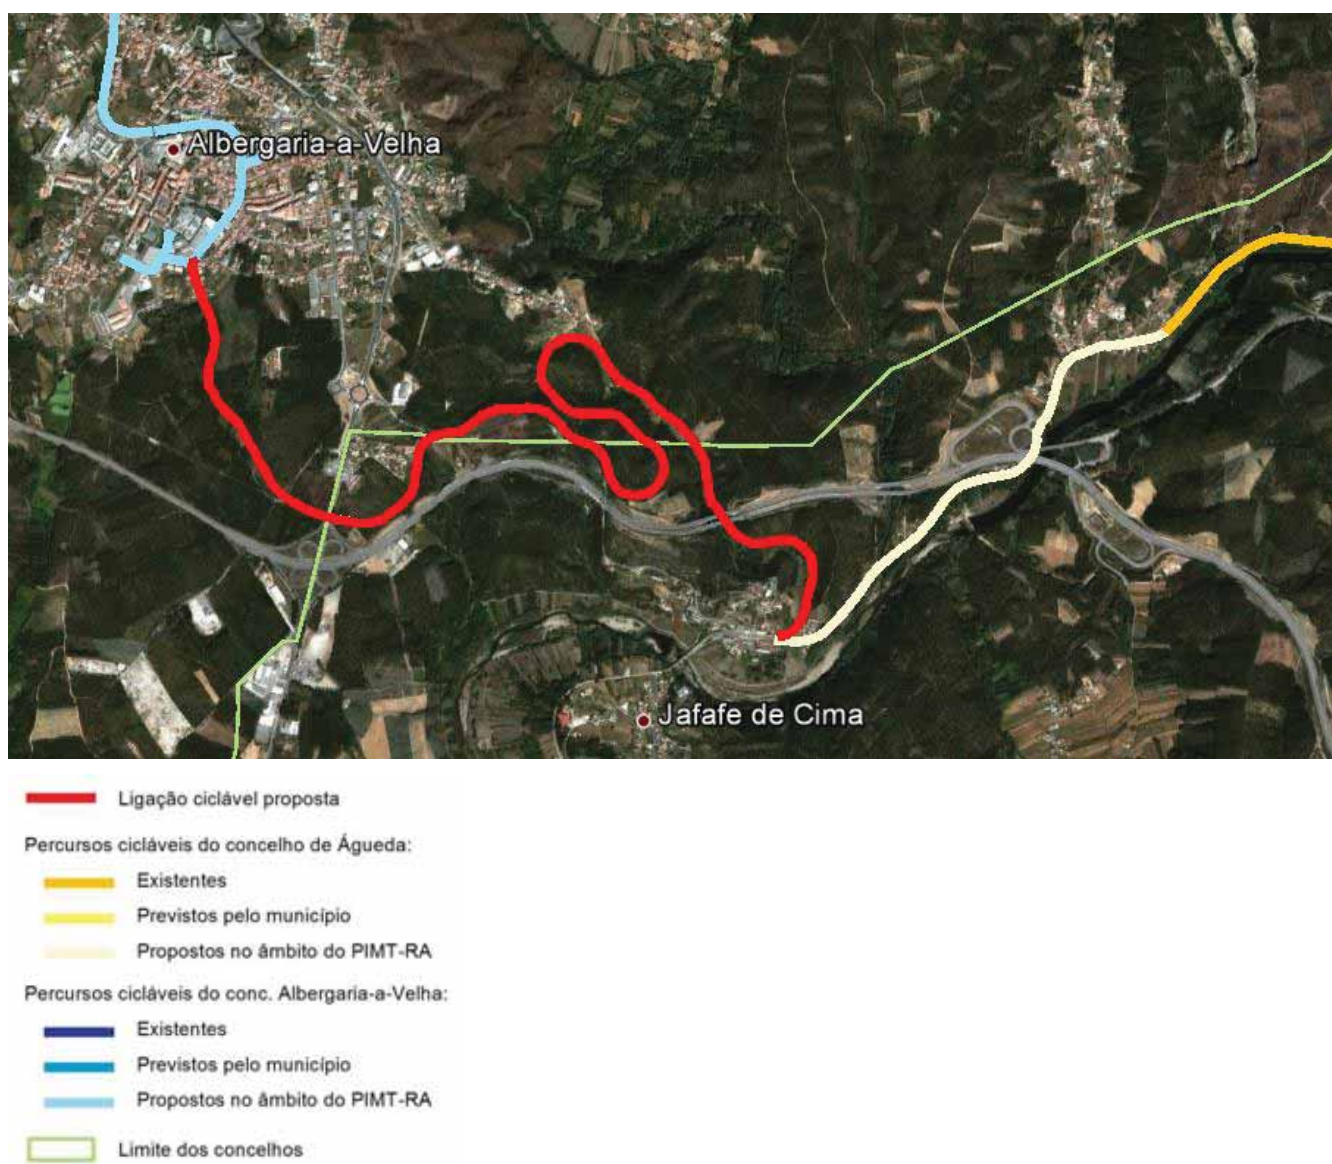 Albergaria-a-Velha
Jafafe de Cima
Ligação ciclável proposta
Percursos cicláveis do concelho de Águeda:
Existentes
Previstos pelo município
Propostos no âmbito do PIMT-RA
Percursos cicláveis do conc. Albergaria-a-Velha:
Existentes
Previstos pelo município
Propostos no âmbito do PIMT-RA
Limite dos concelhos